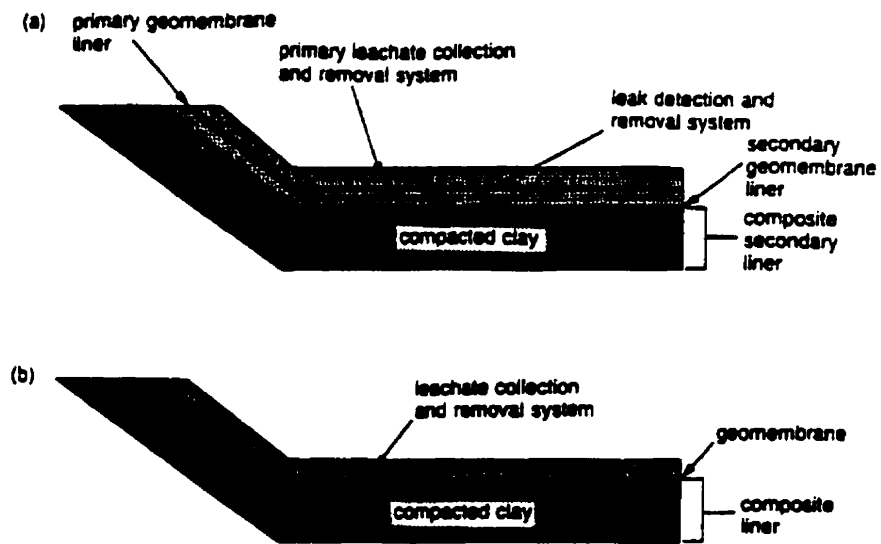 (a)
primary geomembrane
liner
primary leachate collection
and removal system
leak detection and
removal system
secondary
geomembrane
liner
compacted clay
composite
secondary
liner
(b)
leachate collection
and removal system
geomembrane
compacted clay
composite
liner